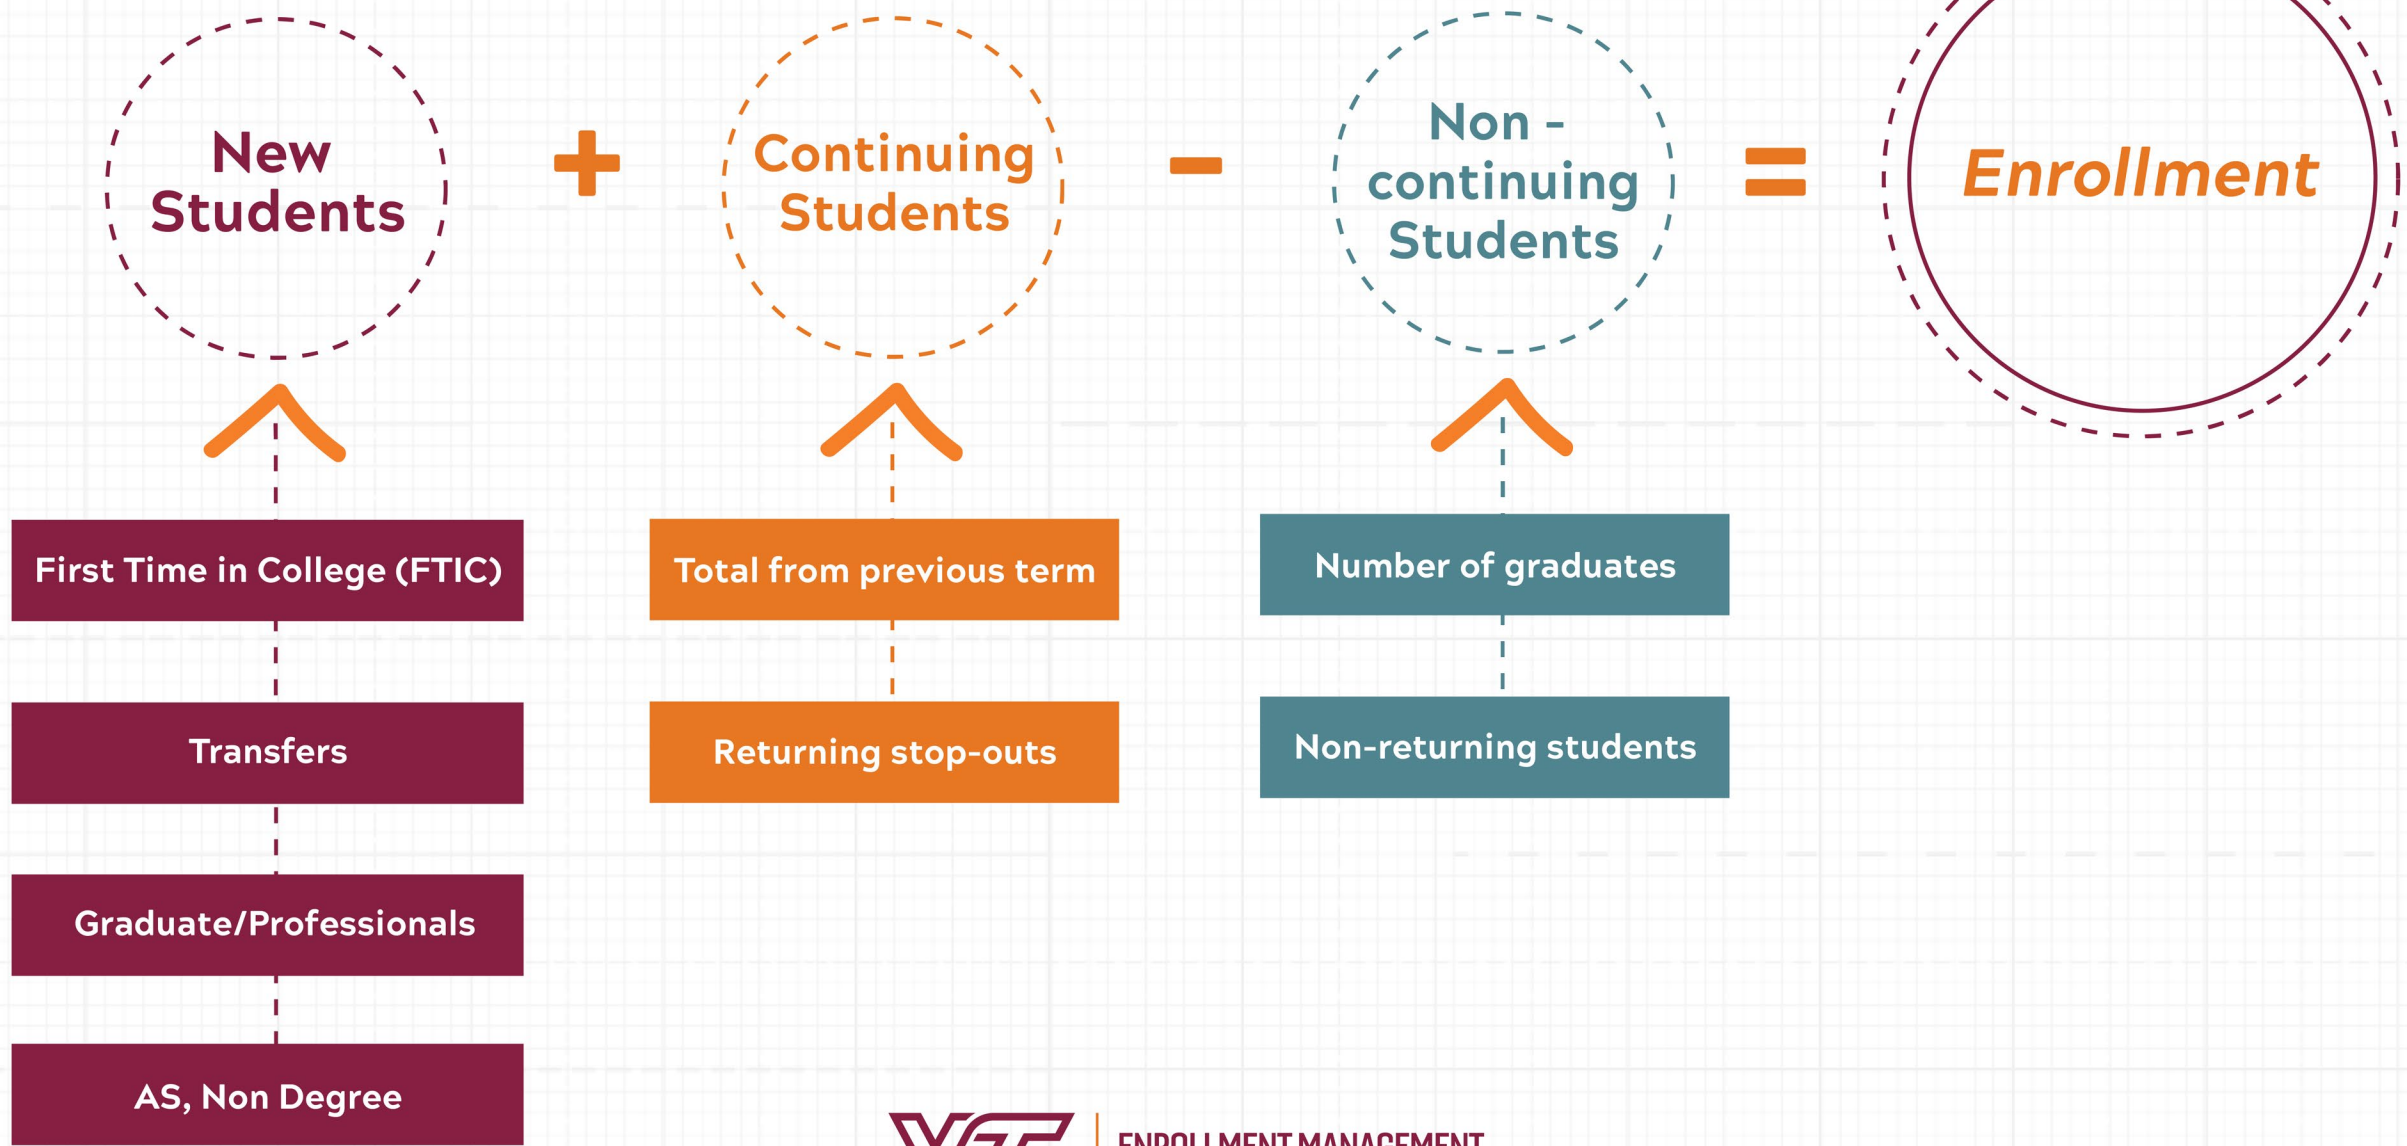 New
Students
+
Continuing
Students
-
Non -
continuing
Students
=
Enrollment
First Time in College (FTIC)
Transfers
Graduate/Professionals
AS, Non Degree
Total from previous term
Returning stop-outs
Number of graduates
Non-returning students
VT
ENROLLMENT MANAGEMENT